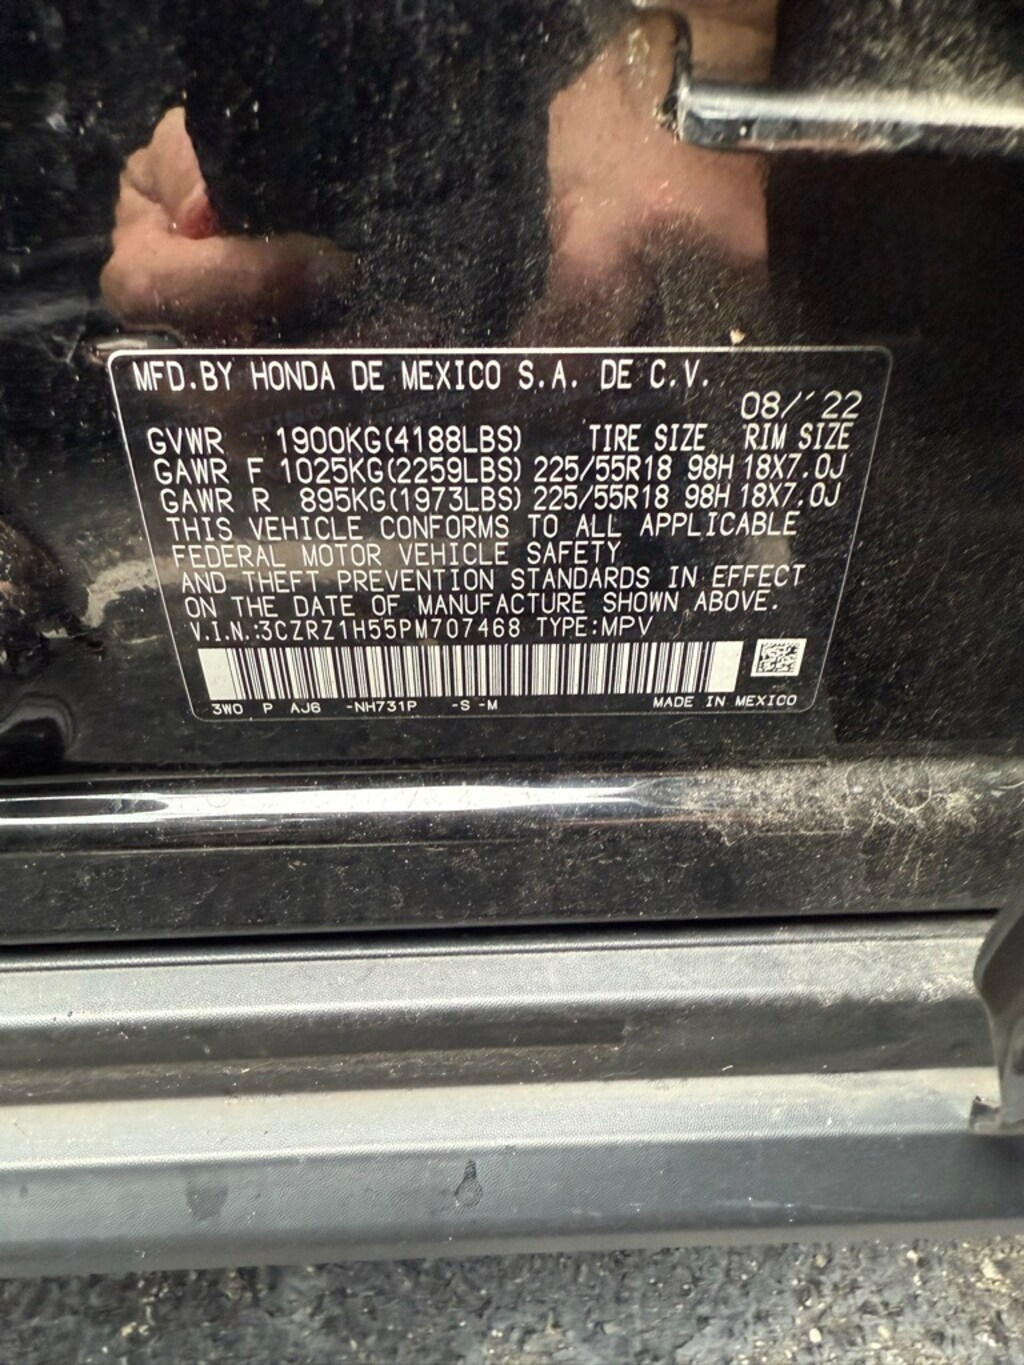 MFD.BY HONDA DE MEXICO S.A. DE C.V.
08/'22
GVWR 1900KG(4188LBS) TIRE SIZE RIM SIZE
GAWR F 1025KG(2259LBS) 225/55R18 98H 18X7.0J
GAWR R 895KG(1973LBS) 225/55R18 98H 18X7.0J
THIS VEHICLE CONFORMS TO ALL APPLICABLE
FEDERAL MOTOR VEHICLE SAFETY
AND THEFT PREVENTION STANDARDS IN EFFECT
ON THE DATE OF MANUFACTURE SHOWN ABOVE.
V.I.N.:3CZRZ1H55PM707468 TYPE:MPV
3W0 P AJ6 -NH731P -S -M MADE IN MEXICO